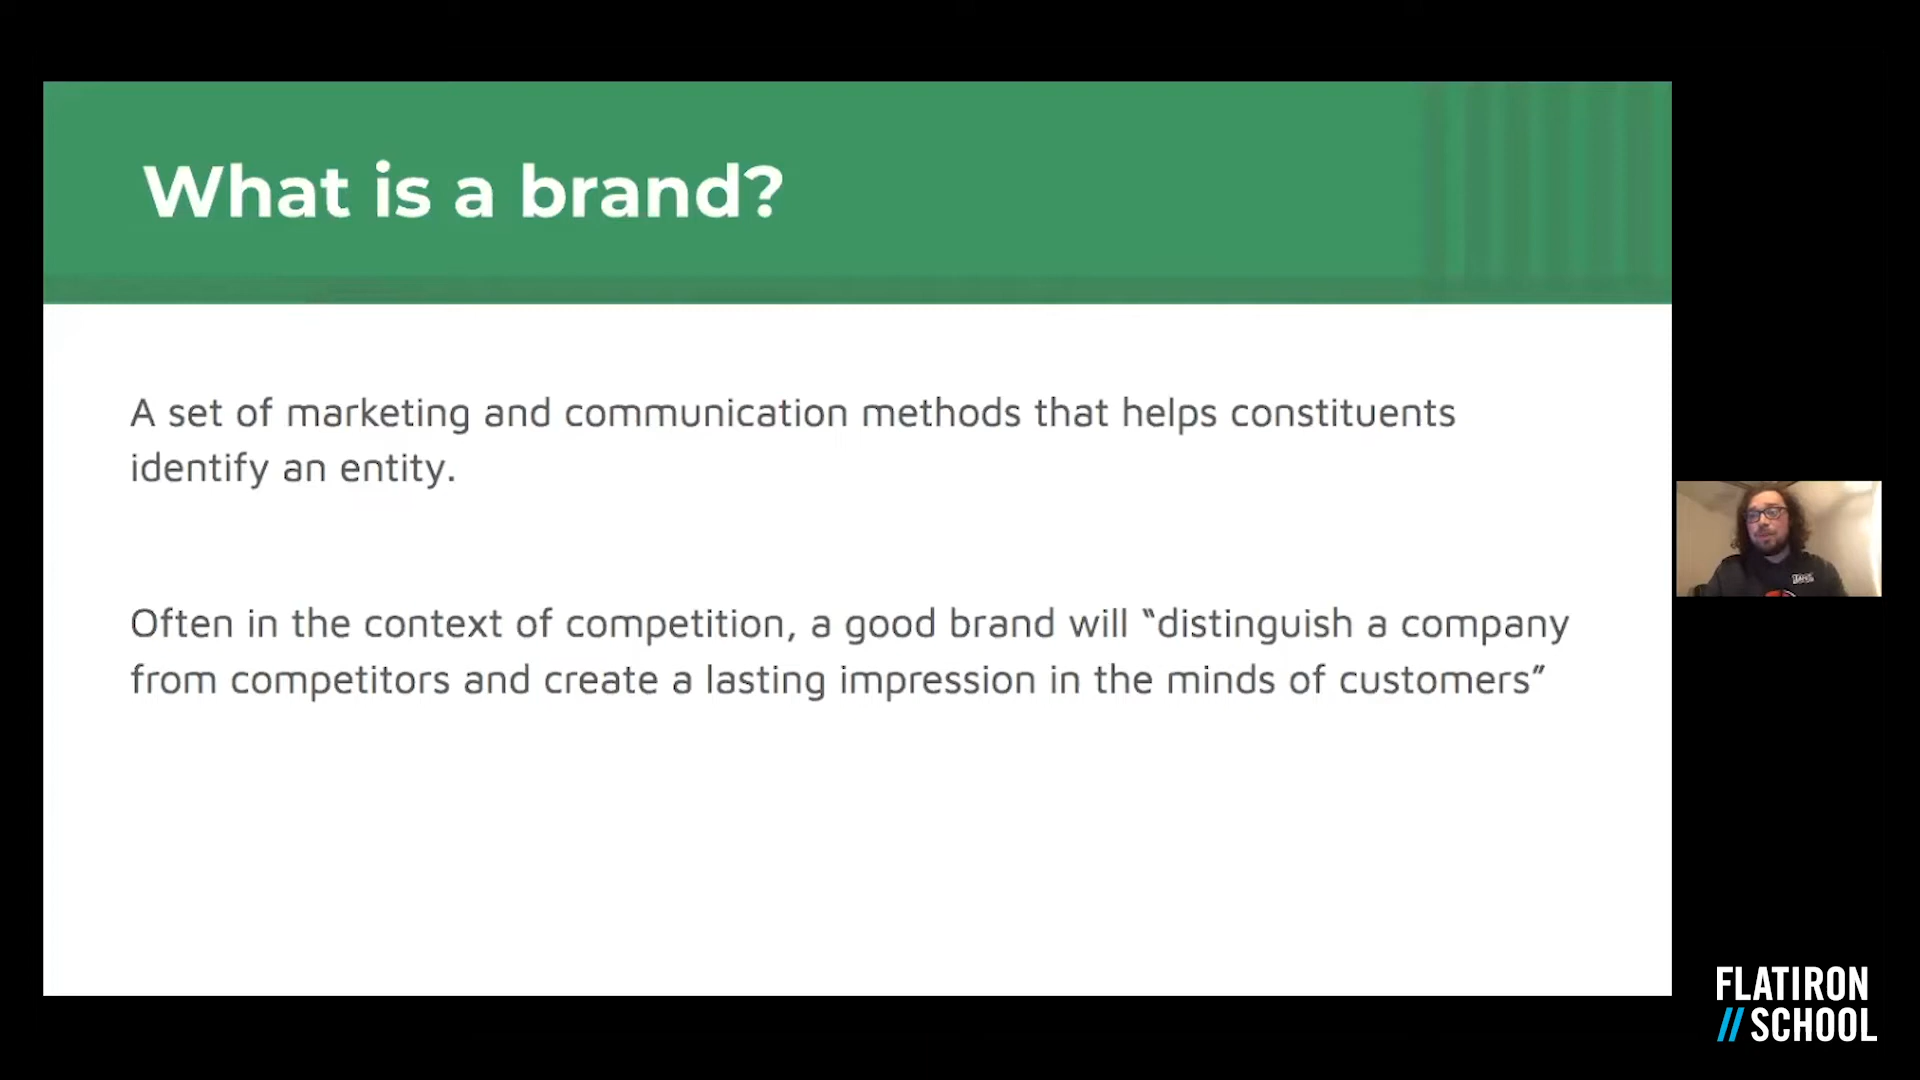 What is a brand?
A set of marketing and communication methods that helps constituents
identify an entity.
Often in the context of competition, a good brand will “distinguish a company
from competitors and create a lasting impression in the minds of customers”
FLATIRON
// SCHOOL